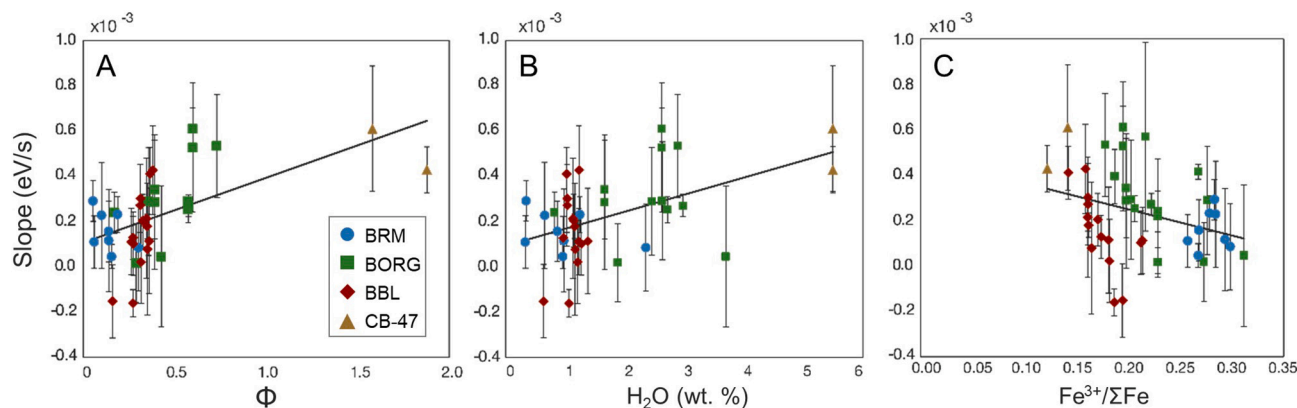 x10⁻³
x10⁻³
x10⁻³
A
B
C
Slope (eV/s)
1.0
0.8
0.6
0.4
0.2
0.0
-0.2
-0.4
1.0
0.8
0.6
0.4
0.2
0.0
-0.2
-0.4
1.0
0.8
0.6
0.4
0.2
0.0
-0.2
-0.4
BRM
BORG
BBL
CB-47
0 0.5 1.0 1.5 2.0
0 1 2 3 4 5 6
0.00 0.05 0.10 0.15 0.20 0.25 0.30 0.35
Φ
H₂O (wt. %)
Fe³⁺/ΣFe